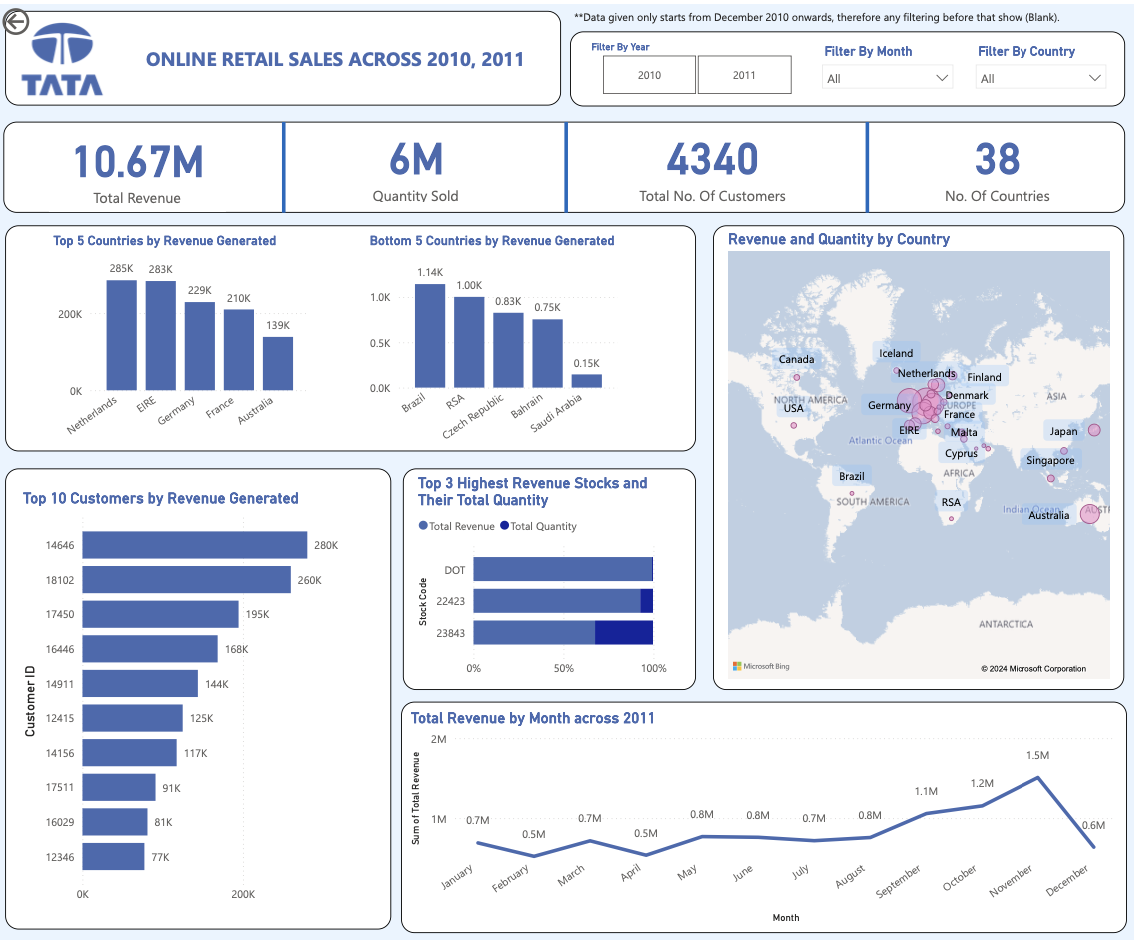 **Data given only starts from December 2010 onwards, therefore any filtering before that show (Blank).
TATA
ONLINE RETAIL SALES ACROSS 2010, 2011
Filter By Year
2010
2011
Filter By Month
All
Filter By Country
All
10.67M
Total Revenue
6M
Quantity Sold
4340
Total No. Of Customers
38
No. Of Countries
Top 5 Countries by Revenue Generated
285K
283K
229K
210K
139K
200K
0K
Netherlands
EIRE
Germany
France
Australia
Bottom 5 Countries by Revenue Generated
1.14K
1.00K
0.83K
0.75K
0.15K
1.0K
0.5K
0.0K
Brazil
RSA
Czech Republic
Bahrain
Saudi Arabia
Revenue and Quantity by Country
Canada
Iceland
Netherlands
Finland
NORTH AMERICA
USA
Germany
Denmark
EUROPE
France
ASIA
EIRE
Malta
Japan
Atlantic Ocean
Cyprus
Singapore
Brazil
AFRICA
SOUTH AMERICA
RSA
Indian Ocean
Australia
AUSTR
ANTARCTICA
Microsoft Bing
© 2024 Microsoft Corporation
Top 10 Customers by Revenue Generated
Customer ID
14646
280K
18102
260K
17450
195K
16446
168K
14911
144K
12415
125K
14156
117K
17511
91K
16029
81K
12346
77K
0K
200K
Top 3 Highest Revenue Stocks and
Their Total Quantity
Total Revenue
Total Quantity
Stock Code
DOT
22423
23843
0%
50%
100%
Total Revenue by Month across 2011
Sum of Total Revenue
2M
1M
0.7M
0.5M
0.7M
0.5M
0.8M
0.8M
0.7M
0.8M
1.1M
1.2M
1.5M
0.6M
January
February
March
April
May
June
July
August
September
October
November
December
Month